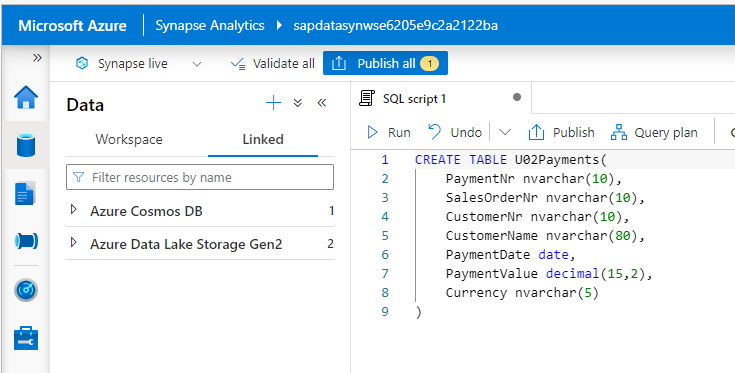 Microsoft Azure Synapse Analytics sapdatasynwse6205e9c2a2122ba
Synapse live Validate all Publish all 1
Data
Workspace Linked
Filter resources by name
Azure Cosmos DB 1
Azure Data Lake Storage Gen2 2
SQL script 1
Run Undo Publish Query plan
1 CREATE TABLE U02Payments(
2 PaymentNr nvarchar(10),
3 SalesOrderNr nvarchar(10),
4 CustomerNr nvarchar(10),
5 CustomerName nvarchar(80),
6 PaymentDate date,
7 PaymentValue decimal(15,2),
8 Currency nvarchar(5)
9 )